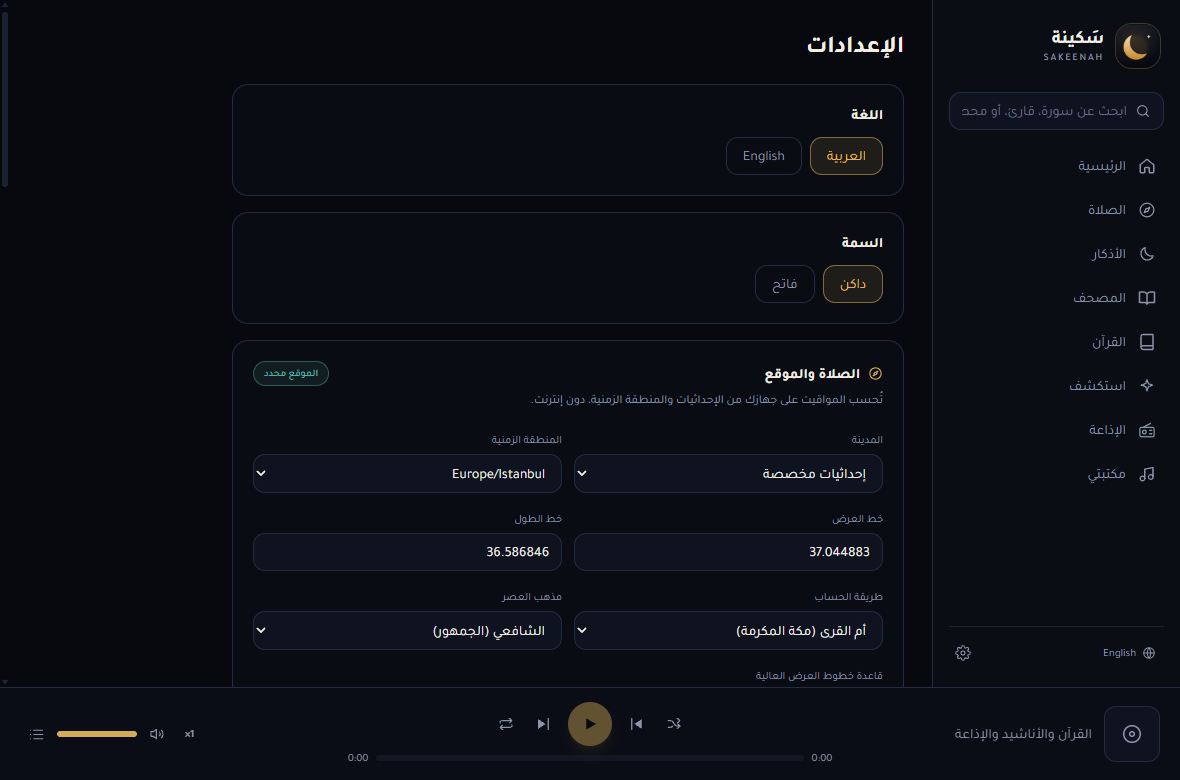 سَكينة
SAKEENAH
ابحث عن سورة، قارئ، أو محد
الرئيسية
الصلاة
الأذكار
المصحف
القرآن
استكشف
الإذاعة
مكتبتي
English
الإعدادات
اللغة
العربية
English
السمة
داكن
فاتح
الصلاة والموقع
الموقع محدد
تُحسب المواقيت على جهازك من الإحداثيات والمنطقة الزمنية، دون إنترنت.
المدينة
المنطقة الزمنية
إحداثيات مخصصة
Europe/Istanbul
خط العرض
خط الطول
37.044883
36.586846
طريقة الحساب
مذهب العصر
أم القرى (مكة المكرمة)
الشافعي (الجمهور)
قاعدة خطوط العرض العالية
القرآن والأناشيد والإذاعة
0:00
0:00
x1